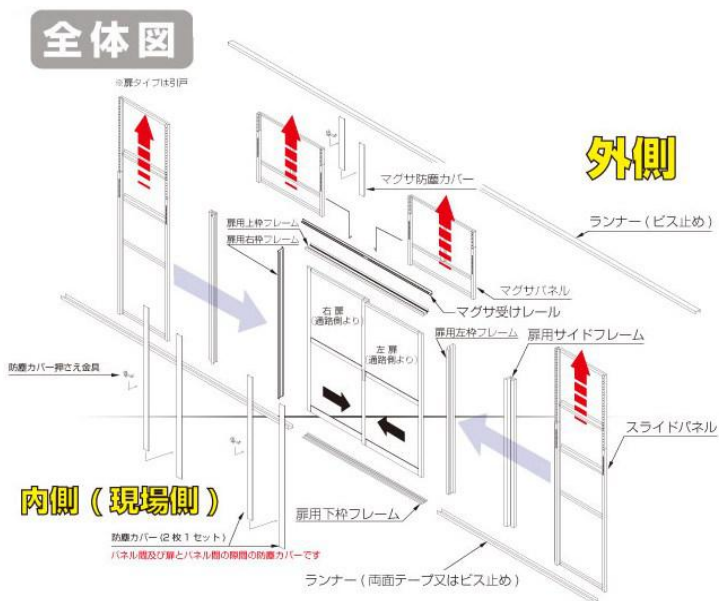 全体図
※扉タイプは引戸
外側
マグサ防塵カバー
ランナー(ビス止め)
扉用上枠フレーム
扉用右枠フレーム
マグサパネル
マグサ受けレール
右扉
(通路側より)
扉用左枠フレーム
扉用サイドフレーム
左扉
(通路側より)
防塵カバー押さえ金具
スライドパネル
内側(現場側)
扉用下枠フレーム
防塵カバー(2枚1セット)
パネル間及び扉とパネル間の隙間の防塵カバーです
ランナー(両面テープ又はビス止め)